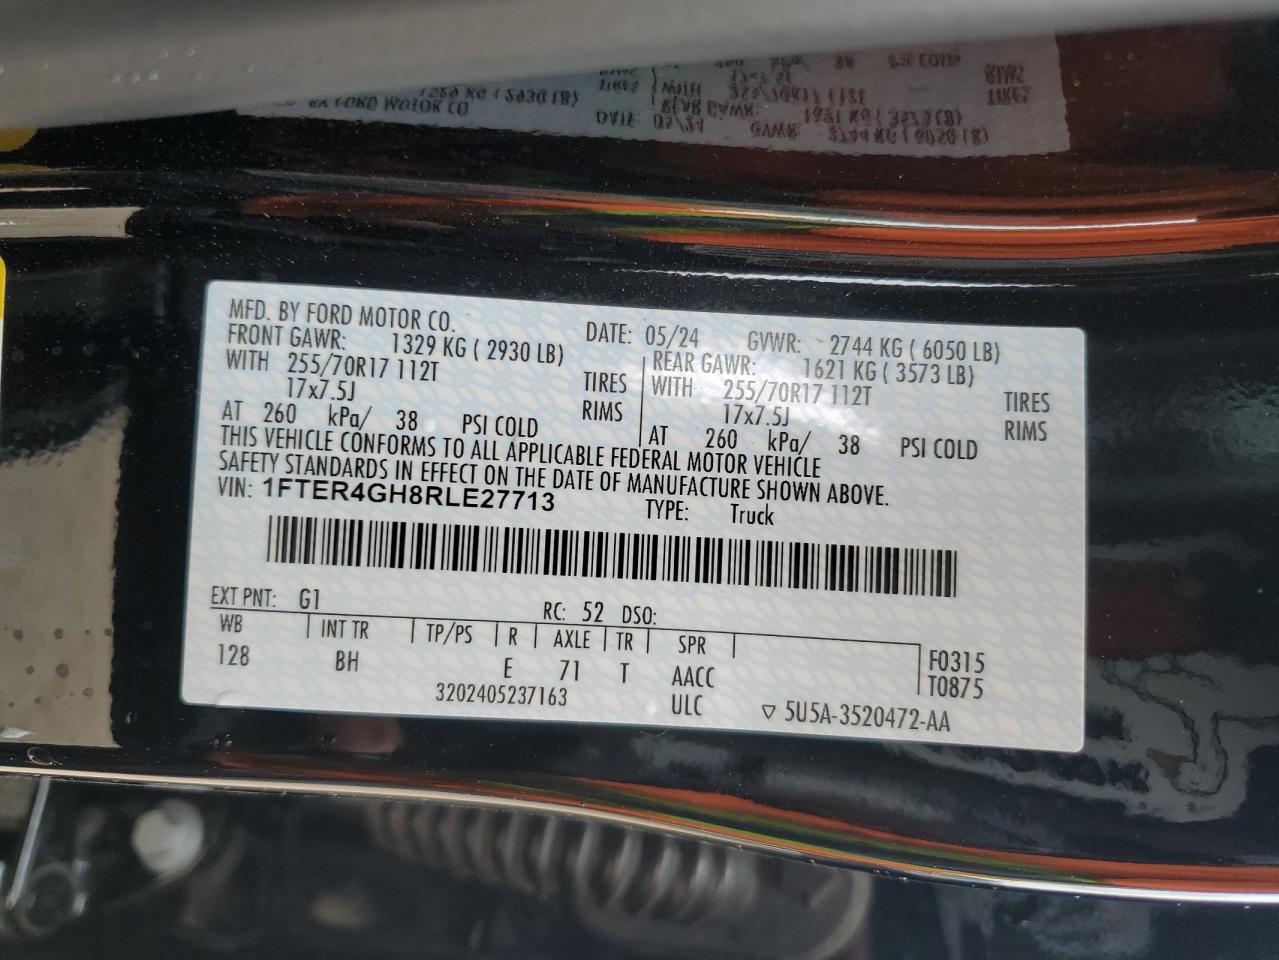 MFD. BY FORD MOTOR CO. DATE: 05/24 GVWR: 2744 KG ( 6050 LB)
FRONT GAWR: 1329 KG ( 2930 LB) REAR GAWR: 1621 KG ( 3573 LB)
WITH 255/70R17 112T TIRES WITH 255/70R17 112T TIRES
17x7.5J RIMS 17x7.5J RIMS
AT 260 kPa/ 38 PSI COLD AT 260 kPa/ 38 PSI COLD
THIS VEHICLE CONFORMS TO ALL APPLICABLE FEDERAL MOTOR VEHICLE
SAFETY STANDARDS IN EFFECT ON THE DATE OF MANUFACTURE SHOWN ABOVE.
VIN: 1FTER4GH8RLE27713 TYPE: Truck
EXT PNT: G1 RC: 52 DSO:
WB INT TR TP/PS R AXLE TR SPR
128 BH E 71 T AACC F0315
3202405237163 ULC T0875
▽ 5U5A-3520472-AA